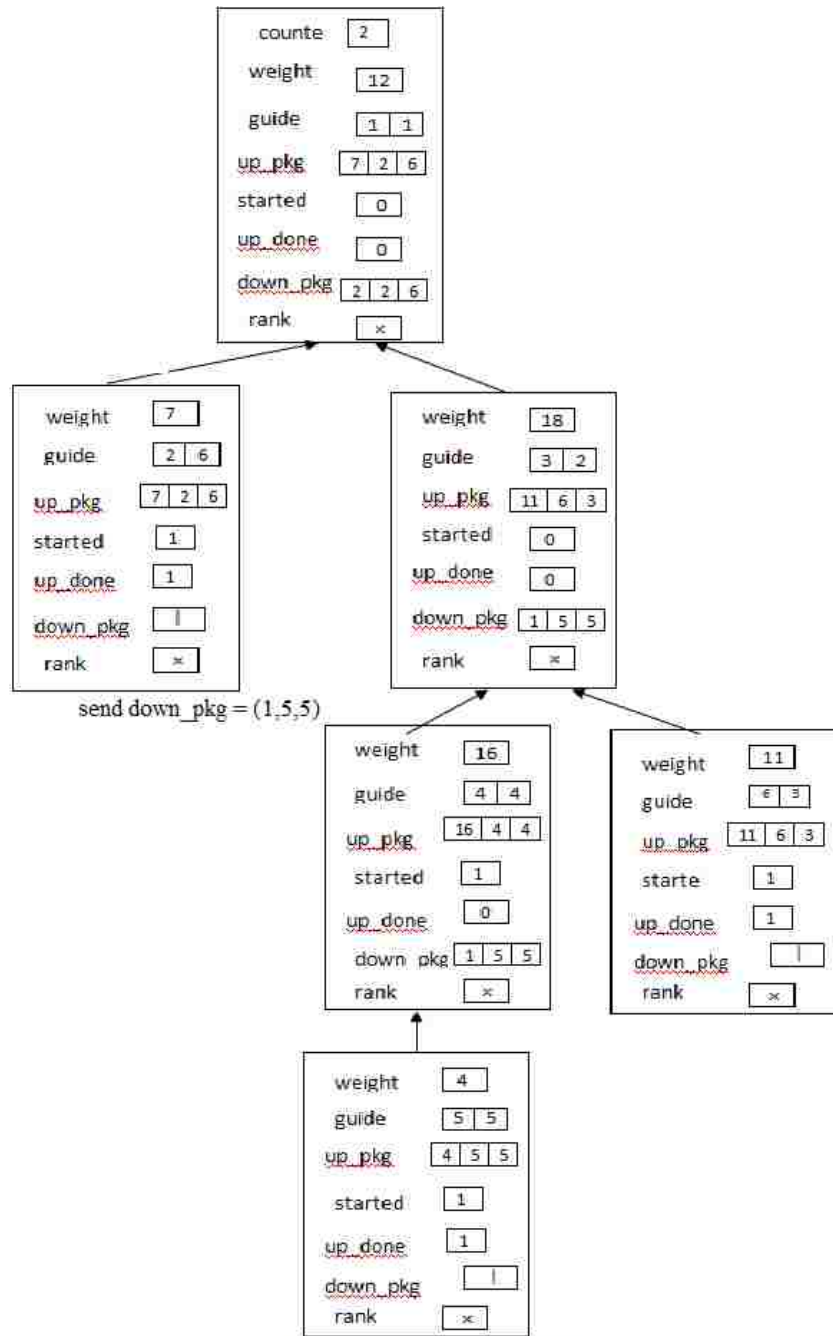 counte 2
weight 12
guide 1 1
up_pkg 7 2 6
started 0
up_done 0
down_pkg 2 2 6
rank ×
weight 7
guide 2 6
up_pkg 7 2 6
started 1
up_done 1
down_pkg |
rank ×
send down_pkg = (1,5,5)
weight 18
guide 3 2
up_pkg 11 6 3
started 0
up_done 0
down_pkg 1 5 5
rank ×
weight 16
guide 4 4
up_pkg 16 4 4
started 1
up_done 0
down pkg 1 5 5
rank ×
weight 11
guide 6 3
up_pkg 11 6 3
starte 1
up_done 1
down_pkg |
rank ×
weight 4
guide 5 5
up_pkg 4 5 5
started 1
up_done 1
down_pkg |
rank ×